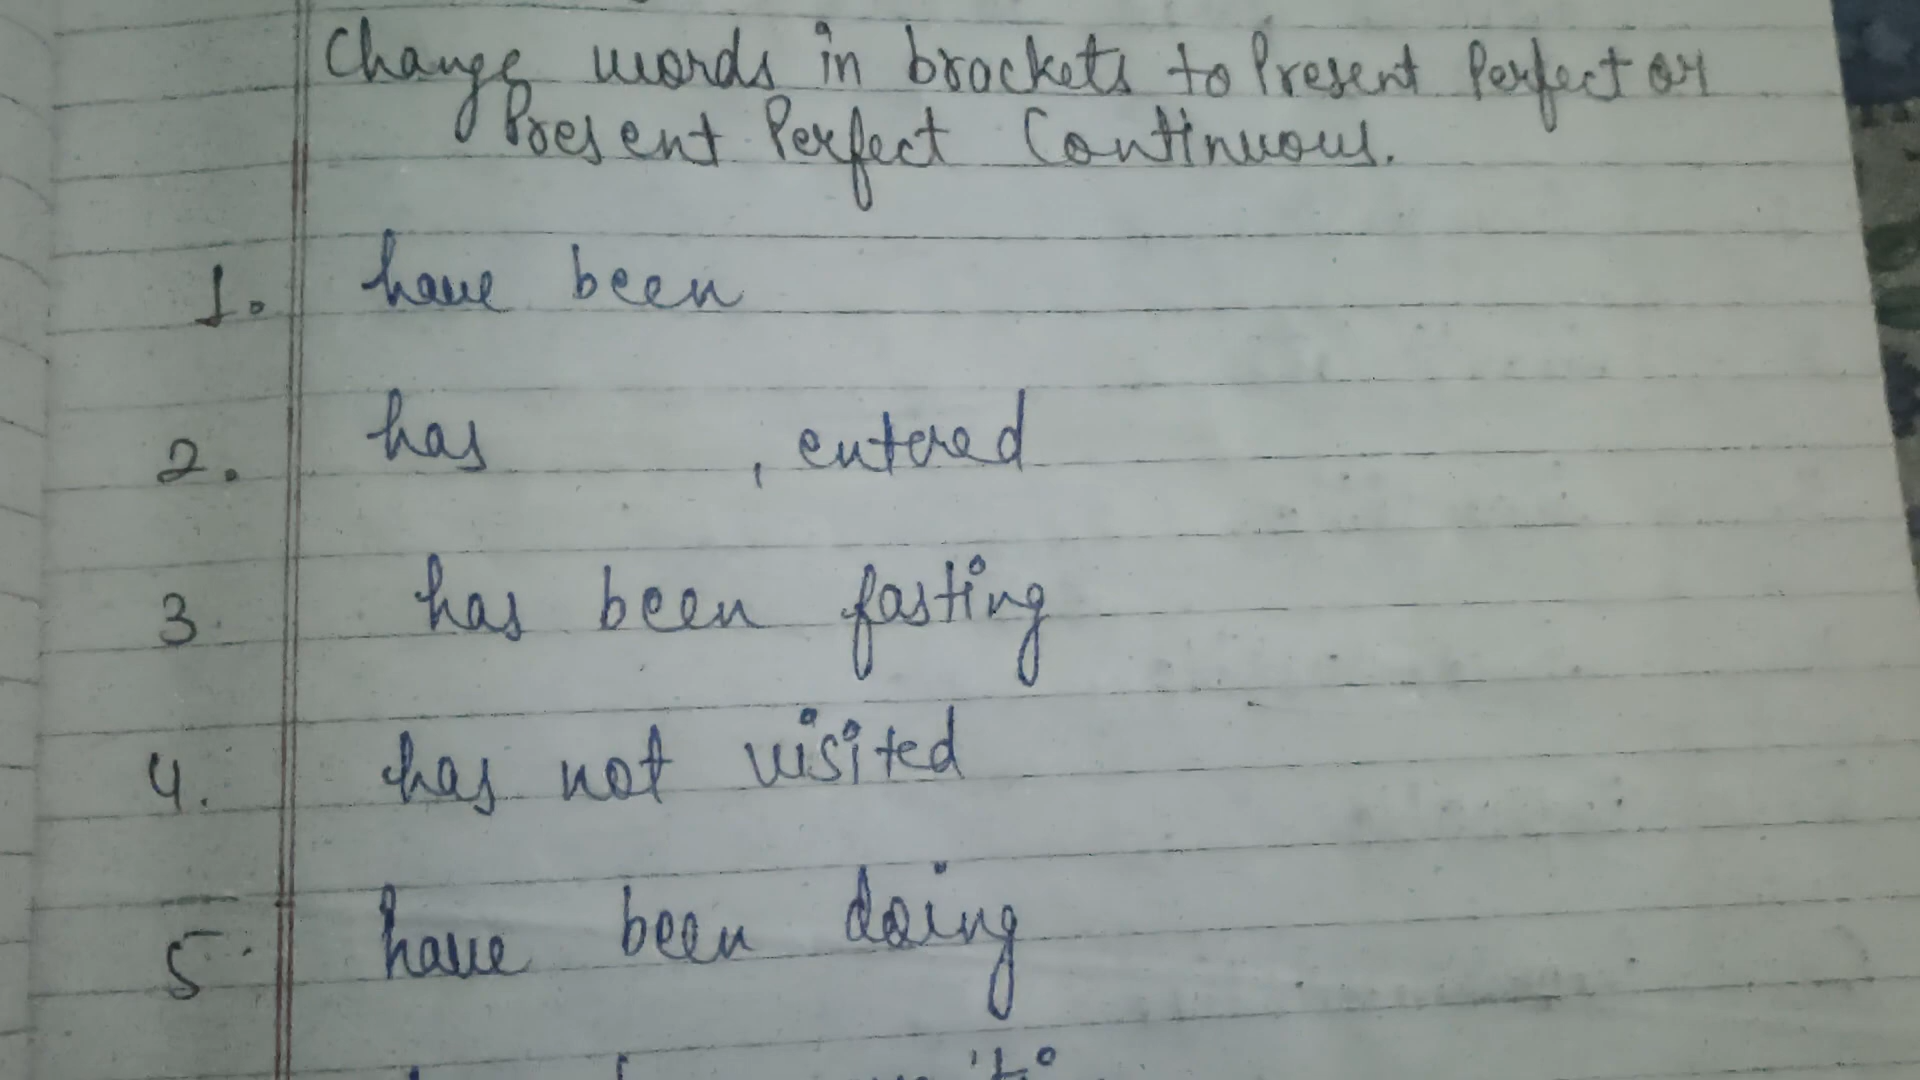 Change words in brackets to Present Perfect or
Present Perfect Continuous.
1. have been
2. has , entered
3. has been fasting
4. has not visited
5. have been doing